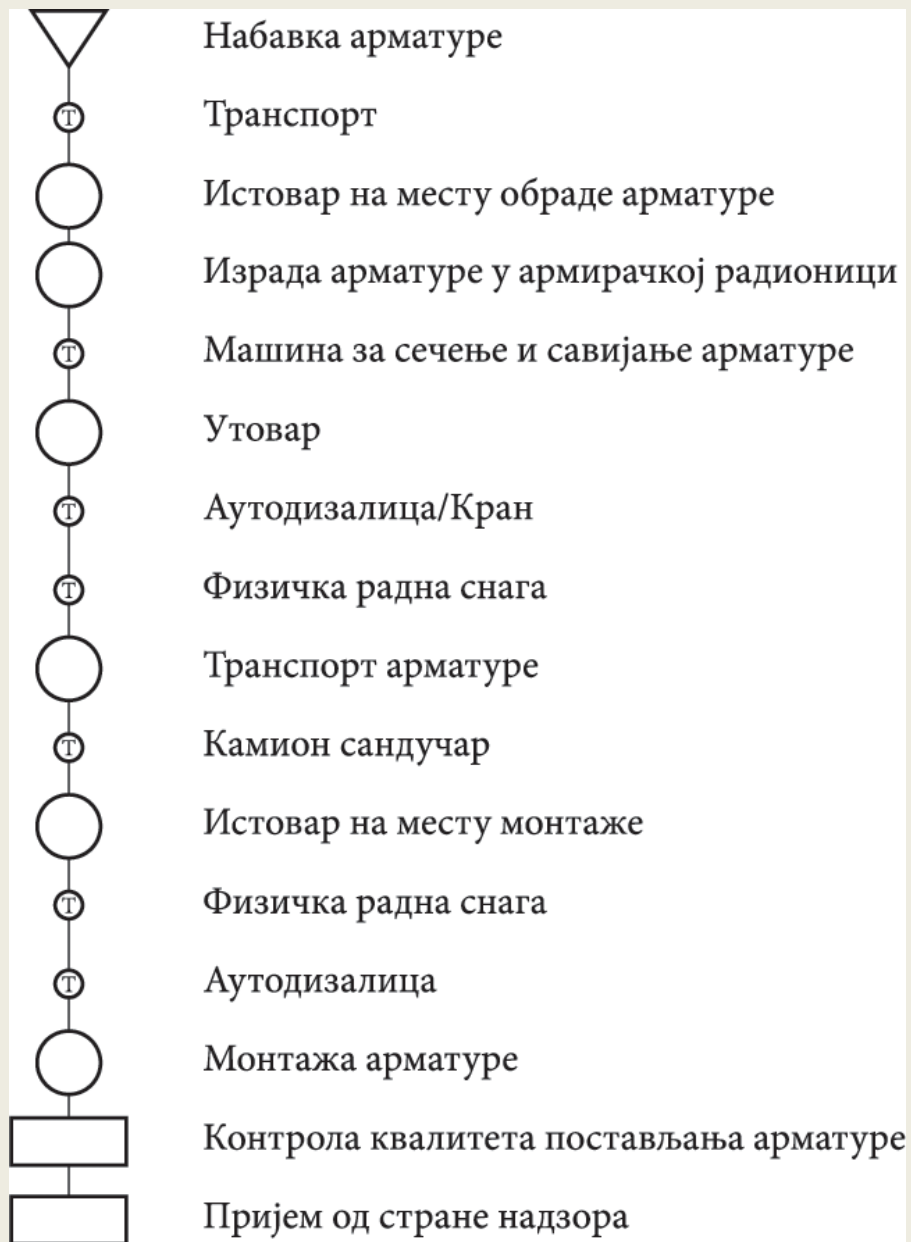 Набавка арматуре
Т Транспорт
Истовар на месту обраде арматуре
Израда арматуре у армирачкој радионици
Т Машина за сечење и савијање арматуре
Утовар
Т Аутодизалица/Кран
Т Физичка радна снага
Транспорт арматуре
Т Камион сандучар
Истовар на месту монтаже
Т Физичка радна снага
Т Аутодизалица
Монтажа арматуре
Контрола квалитета постављања арматуре
Пријем од стране надзора